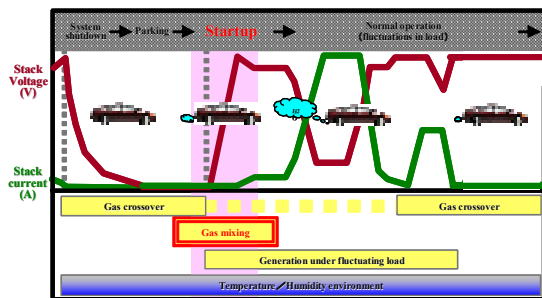 System
shutdown
Parking
Startup
Normal operation
(fluctuations in load)
Stack
Voltage
(V)
Stack
current
(A)
Gas crossover
Gas crossover
Gas mixing
Generation under fluctuating load
Temperature/Humidity environment